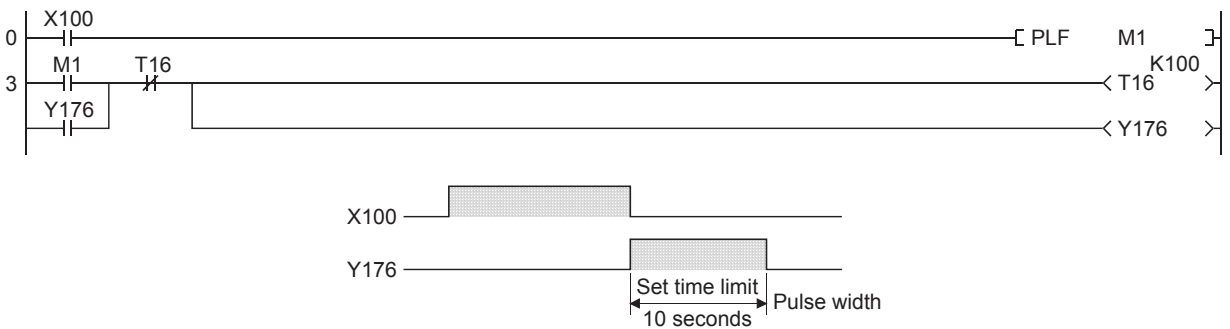 X100
0 PLF M1
M1 T16 K100
3 T16
Y176
Y176
X100
Y176
Set time limit
Pulse width
10 seconds